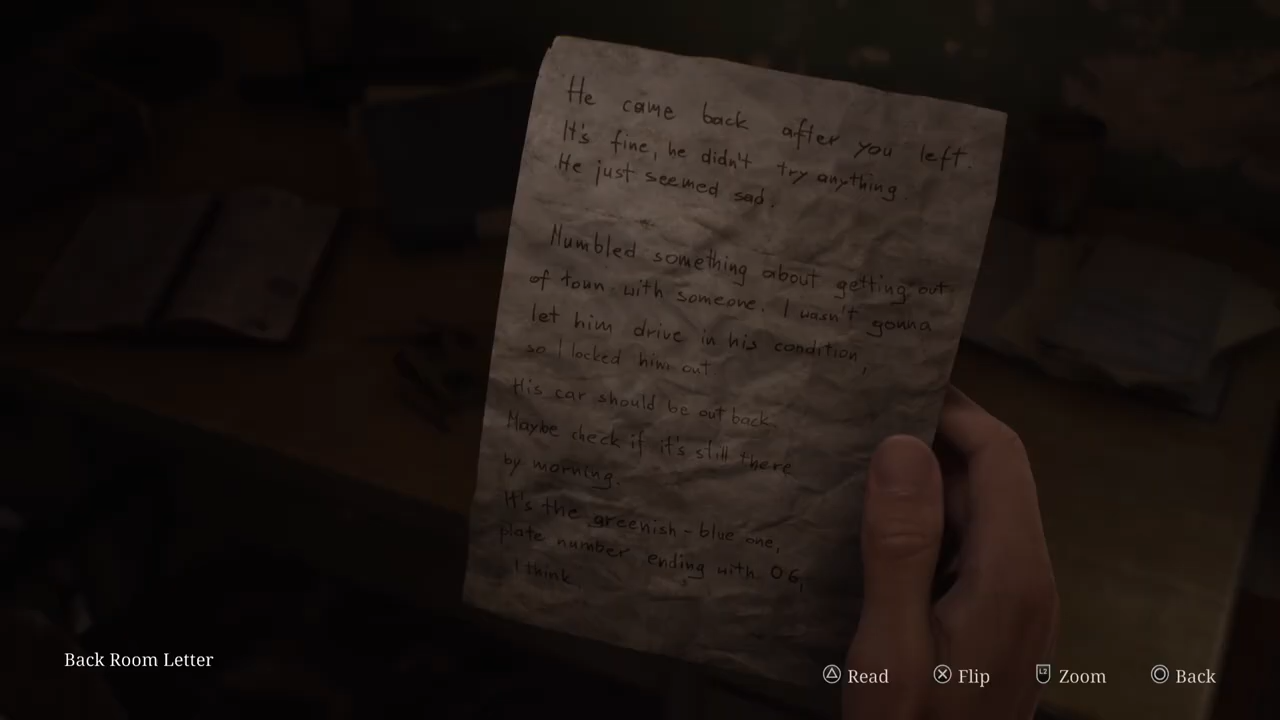 He came back after you left.
It's fine, he didn't try anything.
He just seemed sad.
Mumbled something about getting out
of town with someone. I wasn't gonna
let him drive in his condition,
so I locked him out
His car should be out back.
Maybe check if it's still there
by morning.
It's the greenish-blue one,
plate number ending with 06,
I think
Back Room Letter
Read
Flip
L2 Zoom
Back